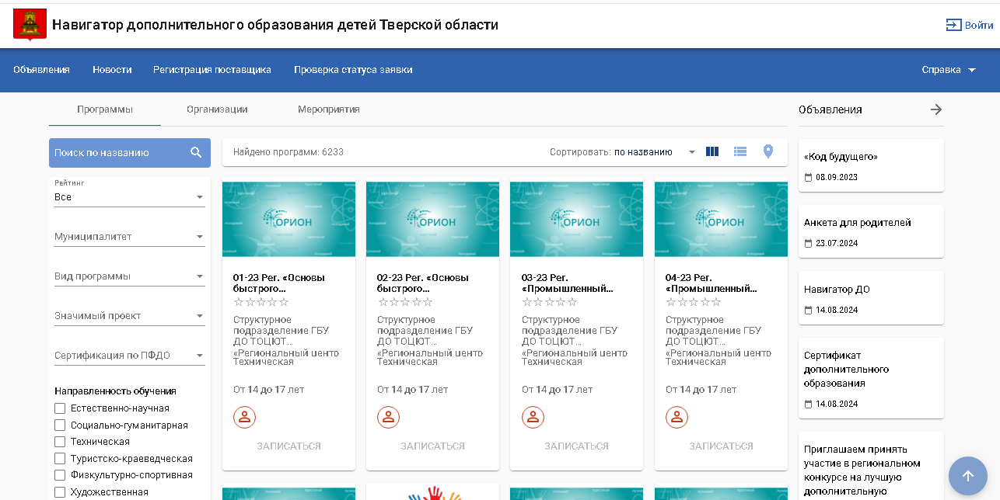 Навигатор дополнительного образования детей Тверской области
Войти
Объявления
Новости
Регистрация поставщика
Проверка статуса заявки
Справка
Программы
Организации
Мероприятия
Объявления
Поиск по названию
Найдено программ: 6233
Сортировать: по названию
Рейтинг
Все
Муниципалитет
Вид программы
Значимый проект
Сертификация по ПФДО
Направленность обучения
Естественно-научная
Социально-гуманитарная
Техническая
Туристско-краеведческая
Физкультурно-спортивная
Художественная
ОРИОН
01-23 Рег. «Основы
быстрого...
Структурное
подразделение ГБУ
ДО ТОЦЮТ...
«Региональный центр
Техническая
От 14 до 17 лет
ЗАПИСАТЬСЯ
ОРИОН
02-23 Рег. «Основы
быстрого...
Структурное
подразделение ГБУ
ДО ТОЦЮТ...
«Региональный центо
Техническая
От 14 до 17 лет
ЗАПИСАТЬСЯ
ОРИОН
03-23 Рег.
«Промышленный...
Структурное
подразделение ГБУ
ДО ТОЦЮТ...
«Региональный центо
Техническая
От 14 до 17 лет
ЗАПИСАТЬСЯ
ОРИОН
04-23 Рег.
«Промышленный...
Структурное
подразделение ГБУ
ДО ТОЦЮТ...
«Региональный центо
Техническая
От 14 до 17 лет
ЗАПИСАТЬСЯ
«Код будущего»
08.09.2023
Анкета для родителей
23.07.2024
Навигатор ДО
14.08.2024
Сертификат
дополнительного
образования
14.08.2024
Приглашаем принять
участие в региональном
конкурсе на лучшую
дополнительную